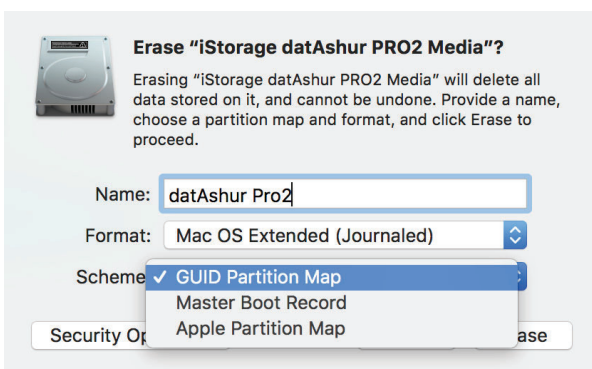 Erase “iStorage datAshur PRO2 Media”?
Erasing “iStorage datAshur PRO2 Media” will delete all
data stored on it, and cannot be undone. Provide a name,
choose a partition map and format, and click Erase to
proceed.
Name: datAshur Pro2
Format: Mac OS Extended (Journaled)
Scheme ✓ GUID Partition Map
Master Boot Record
Apple Partition Map
Security Op ase